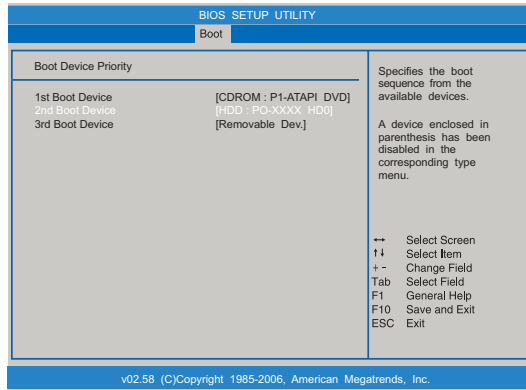 BIOS SETUP UTILITY
Boot
Boot Device Priority
1st Boot Device [CDROM : P1-ATAPI DVD]
2nd Boot Device [HDD : PO-XXXX HD0]
3rd Boot Device [Removable Dev.]
Specifies the boot
sequence from the
available devices.
A device enclosed in
parenthesis has been
disabled in the
corresponding type
menu.
↔ Select Screen
↑↓ Select Item
+ - Change Field
Tab Select Field
F1 General Help
F10 Save and Exit
ESC Exit
v02.58 (C)Copyright 1985-2006, American Megatrends, Inc.